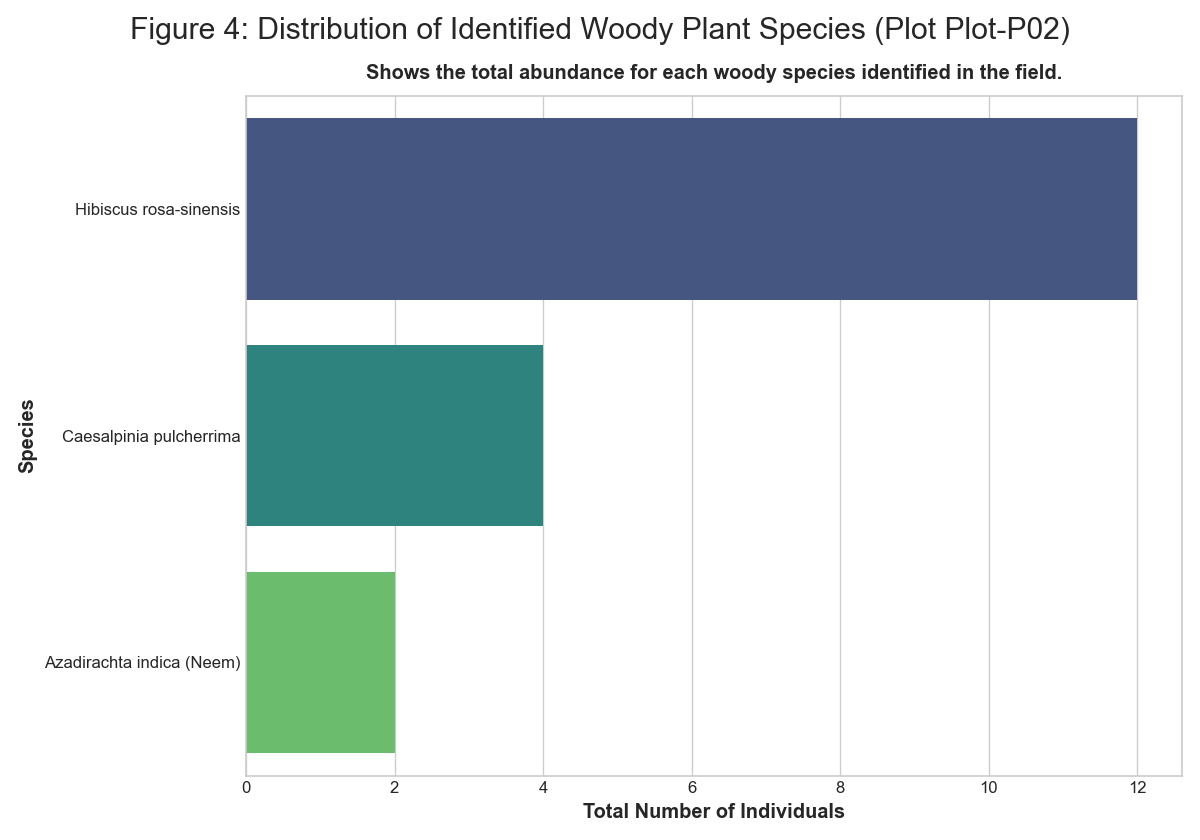 Figure 4: Distribution of Identified Woody Plant Species (Plot Plot-P02)
Shows the total abundance for each woody species identified in the field.
Species
Hibiscus rosa-sinensis
Caesalpinia pulcherrima
Azadirachta indica (Neem)
0 2 4 6 8 10 12
Total Number of Individuals